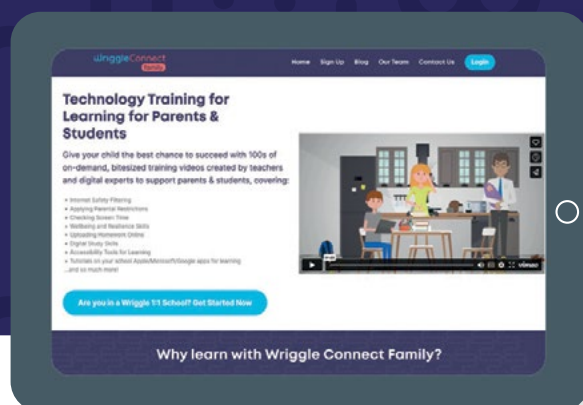 WriggleConnect
family
Home Sign Up Blog Our Team Contact Us Login
Technology Training for
Learning for Parents &
Students
Give your child the best chance to succeed with 100s of
on-demand, bitesized training videos created by teachers
and digital experts to support parents & students, covering:
• Internet Safety Filtering
• Applying Parental Restrictions
• Checking Screen Time
• Wellbeing and Resilience Skills
• Uploading Homework Online
• Digital Study Skills
• Accessibility Tools for Learning
• Tutorials on your school Apple/Microsoft/Google apps for learning
...and so much more!
vimeo
Are you in a Wriggle 1:1 School? Get Started Now
Why learn with Wriggle Connect Family?